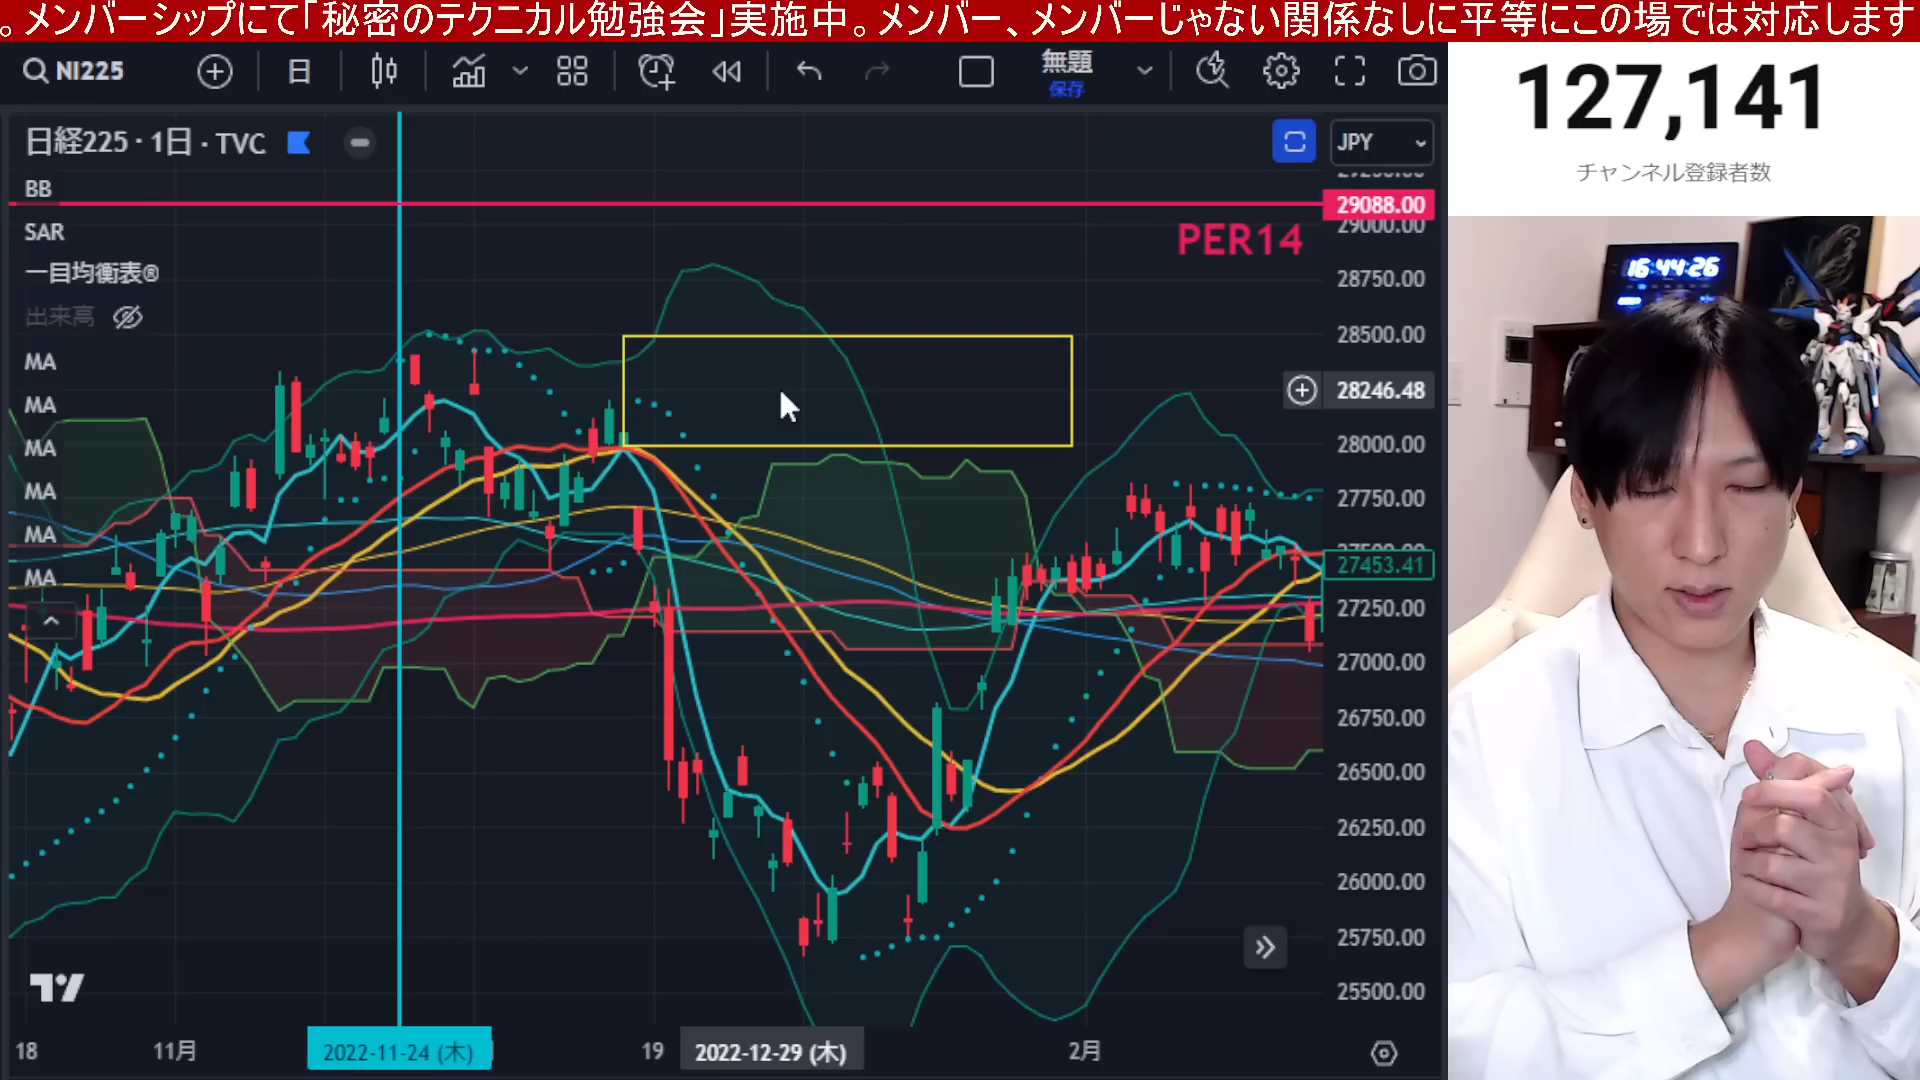 。メンバーシップにて「秘密のテクニカル勉強会」実施中。メンバー、メンバーじゃない関係なしに平等にこの場では対応します
NI225
日
無題
保存
127,141
チャンネル登録者数
日経225・1日・TVC
JPY
BB
29088.00
SAR
29000.00
PER14
一目均衡表®
28750.00
出来高
28500.00
MA
28246.48
MA
28000.00
MA
27750.00
MA
MA
27453.41
MA
27250.00
27000.00
26750.00
26500.00
26250.00
26000.00
25750.00
25500.00
18
11月
2022-11-24 (木)
19
2022-12-29 (木)
2月
16:44:26